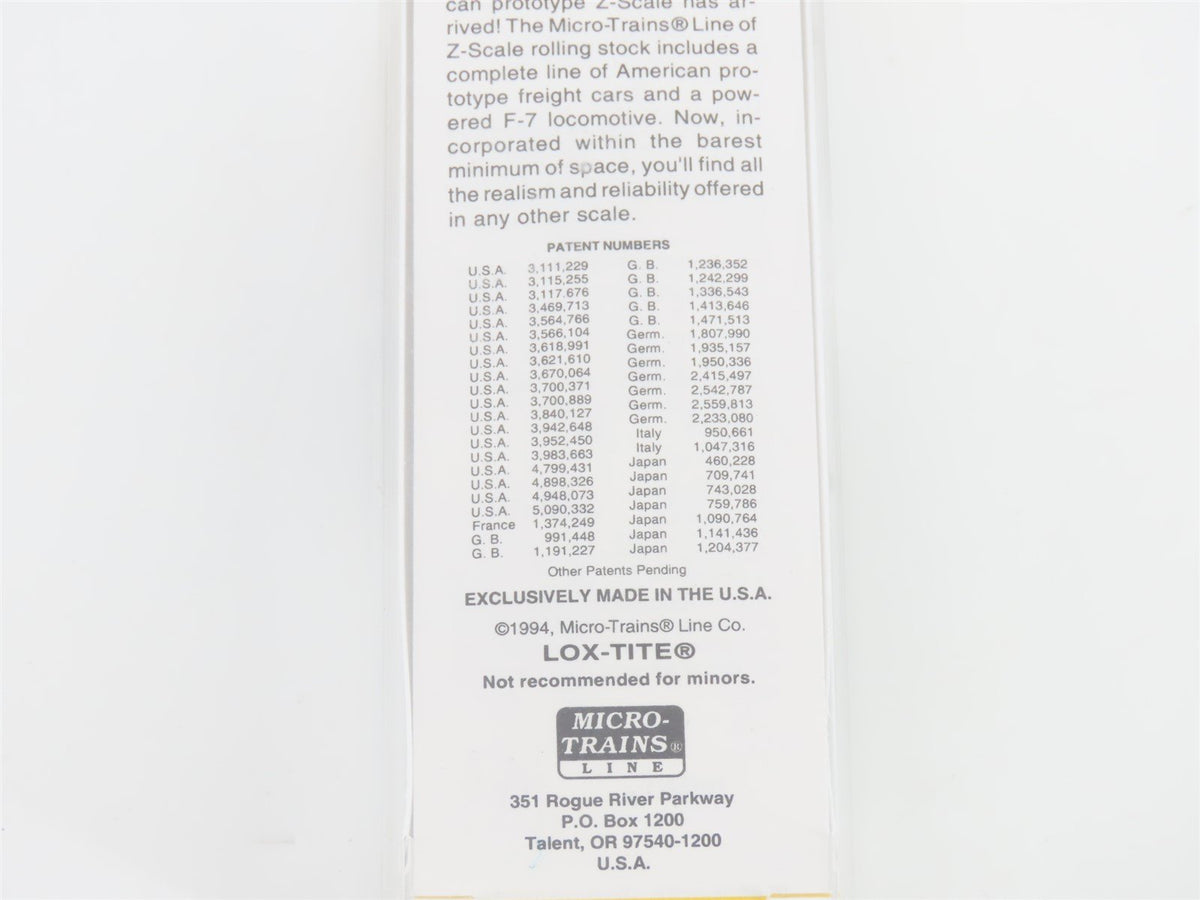 can prototype Z-Scale has ar-
rived! The Micro-Trains® Line of
Z-Scale rolling stock includes a
complete line of American pro-
totype freight cars and a pow-
ered F-7 locomotive. Now, in-
corporated within the barest
minimum of space, you'll find all
the realism and reliability offered
in any other scale.
PATENT NUMBERS
U.S.A. 3,111,229 G. B. 1,236,352
U.S.A. 3,115,255 G. B. 1,242,299
U.S.A. 3,117,676 G. B. 1,336,543
U.S.A. 3,469,713 G. B. 1,413,646
U.S.A. 3,564,766 G. B. 1,471,513
U.S.A. 3,566,104 Germ. 1,807,990
U.S.A. 3,618,991 Germ. 1,935,157
U.S.A. 3,621,610 Germ. 1,950,336
U.S.A. 3,670,064 Germ. 2,415,497
U.S.A. 3,700,371 Germ. 2,542,787
U.S.A. 3,700,889 Germ. 2,559,813
U.S.A. 3,840,127 Germ. 2,233,080
U.S.A. 3,942,648 Italy 950,661
U.S.A. 3,952,450 Italy 1,047,316
U.S.A. 3,983,663 Japan 460,228
U.S.A. 4,799,431 Japan 709,741
U.S.A. 4,898,326 Japan 743,028
U.S.A. 4,948,073 Japan 759,786
U.S.A. 5,090,332 Japan 1,090,764
France 1,374,249 Japan 1,141,436
G. B. 991,448 Japan 1,204,377
G. B. 1,191,227
Other Patents Pending
EXCLUSIVELY MADE IN THE U.S.A.
©1994, Micro-Trains® Line Co.
LOX-TITE®
Not recommended for minors.
MICRO-
TRAINS®
LINE
351 Rogue River Parkway
P.O. Box 1200
Talent, OR 97540-1200
U.S.A.